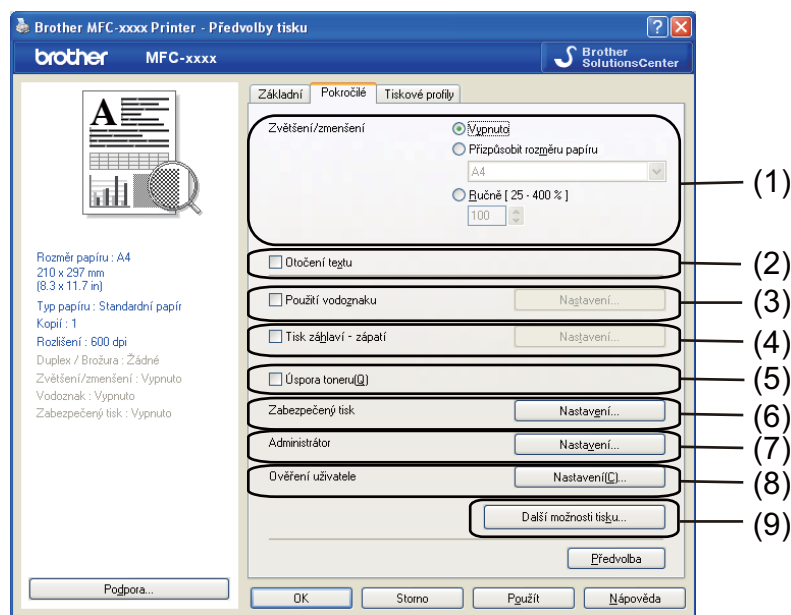 Brother MFC-xxxx Printer - Předvolby tisku
brother MFC-xxxx
Brother
SolutionsCenter
Základní Pokročilé Tiskové profily
A
Zvětšení/zmenšení
Vypnuto
Přizpůsobit rozměru papíru
A4
Ručně [ 25 - 400 % ]
100
(1)
Otočení textu
(2)
Použití vodoznaku Nastavení...
(3)
Tisk záhlaví - zápatí Nastavení...
(4)
Úspora toneru(Q)
(5)
Zabezpečený tisk Nastavení...
(6)
Administrátor Nastavení...
(7)
Ověření uživatele Nastavení(C)...
(8)
Další možnosti tisku...
(9)
Předvolba
Rozměr papíru : A4
210 x 297 mm
(8.3 x 11.7 in)
Typ papíru : Standardní papír
Kopií : 1
Rozlišení : 600 dpi
Duplex / Brožura : Žádné
Zvětšení/zmenšení : Vypnuto
Vodoznak : Vypnuto
Zabezpečený tisk : Vypnuto
Podpora...
OK Storno Použít Nápověda